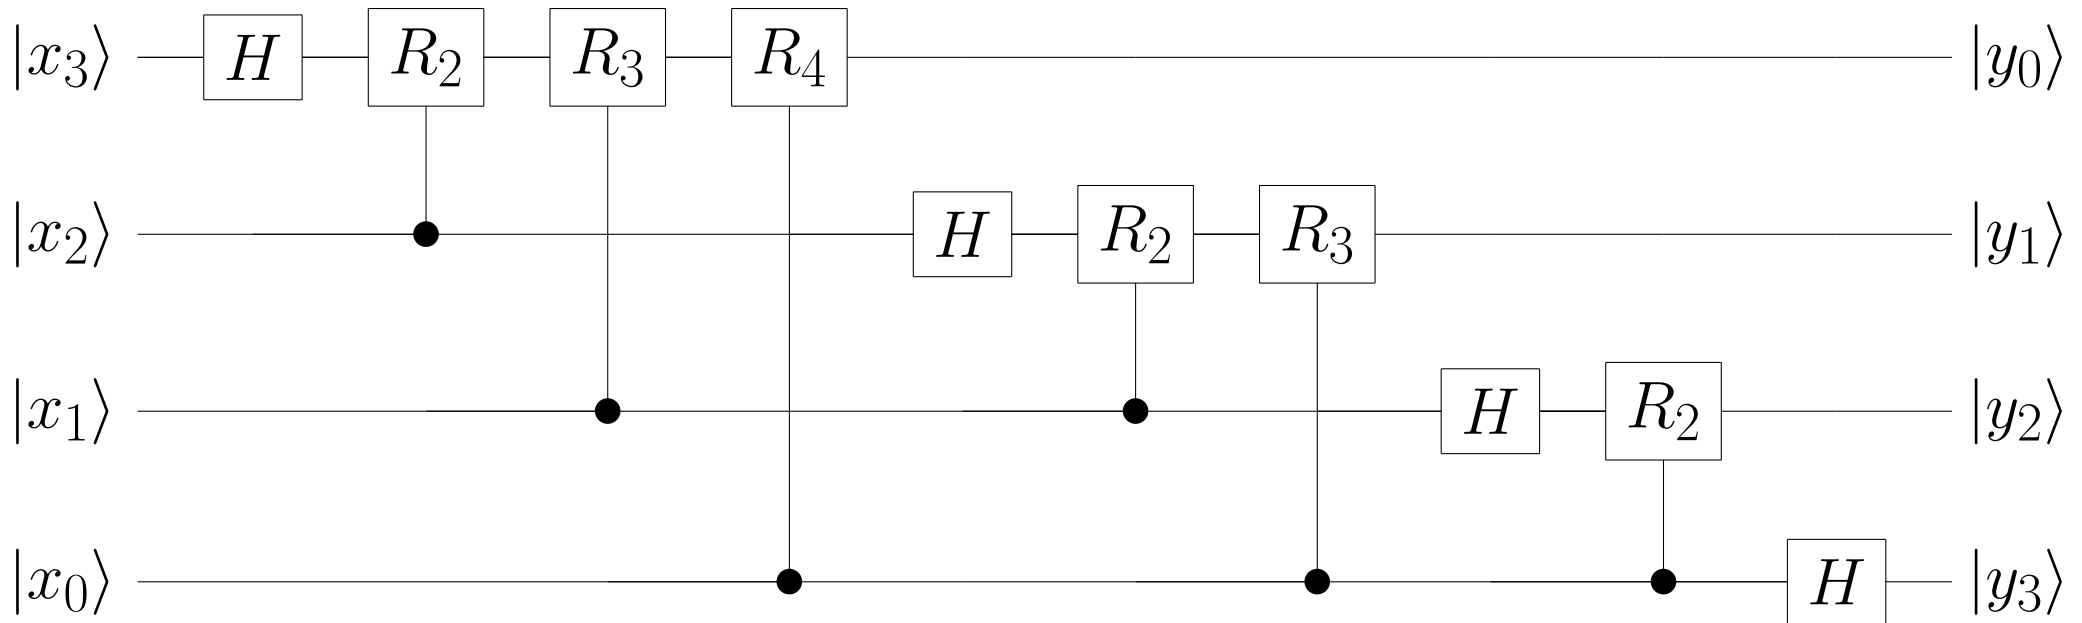 |x₃⟩ H R₂ R₃ R₄ |y₀⟩
|x₂⟩ H R₂ R₃ |y₁⟩
|x₁⟩ H R₂ |y₂⟩
|x₀⟩ H |y₃⟩